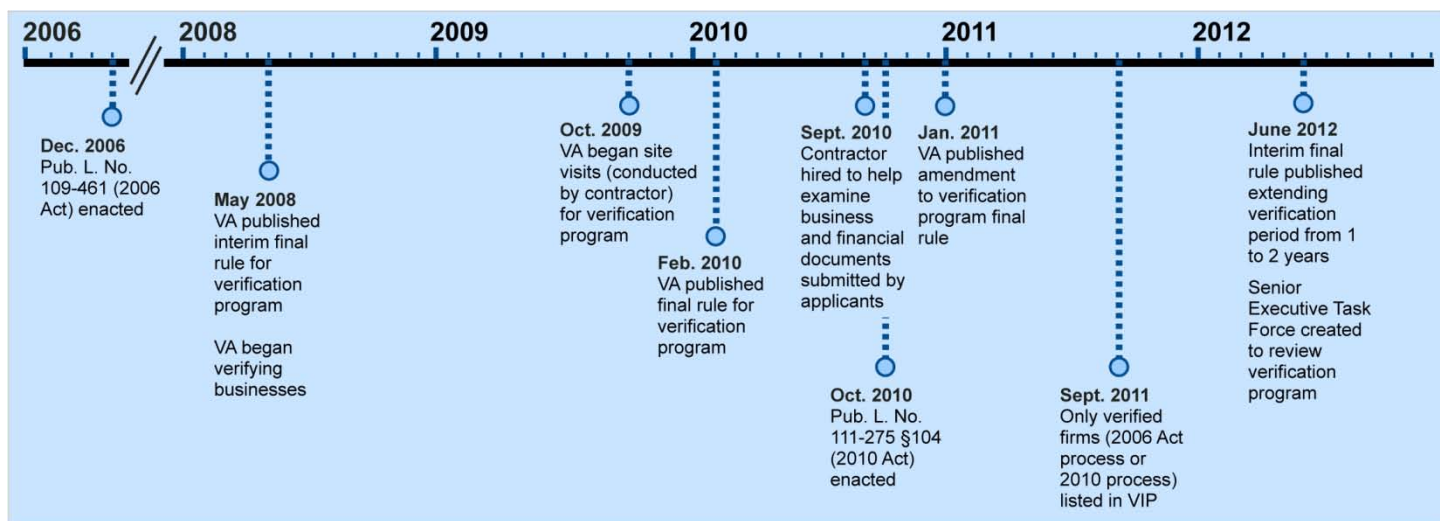 2006 2008 2009 2010 2011 2012
Dec. 2006
Pub. L. No.
109-461 (2006
Act) enacted
May 2008
VA published
interim final
rule for
verification
program
VA began
verifying
businesses
Oct. 2009
VA began site
visits (conducted
by contractor)
for verification
program
Feb. 2010
VA published
final rule for
verification
program
Sept. 2010
Contractor
hired to help
examine
business
and financial
documents
submitted by
applicants
Oct. 2010
Pub. L. No.
111-275 §104
(2010 Act)
enacted
Jan. 2011
VA published
amendment
to verification
program final
rule
Sept. 2011
Only verified
firms (2006 Act
process or
2010 process)
listed in VIP
June 2012
Interim final
rule published
extending
verification
period from 1
to 2 years
Senior
Executive Task
Force created
to review
verification
program